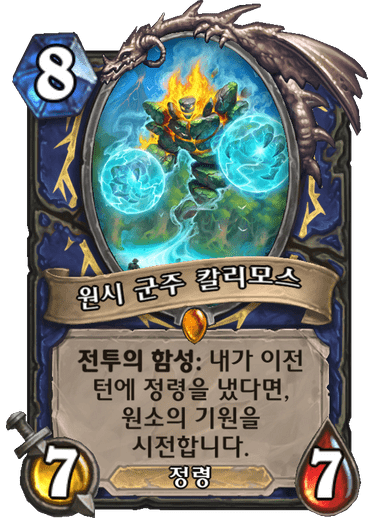 8
원시 군주 칼리모스
전투의 함성: 내가 이전
턴에 정령을 냈다면,
원소의 기원을
시전합니다.
7
정령
7